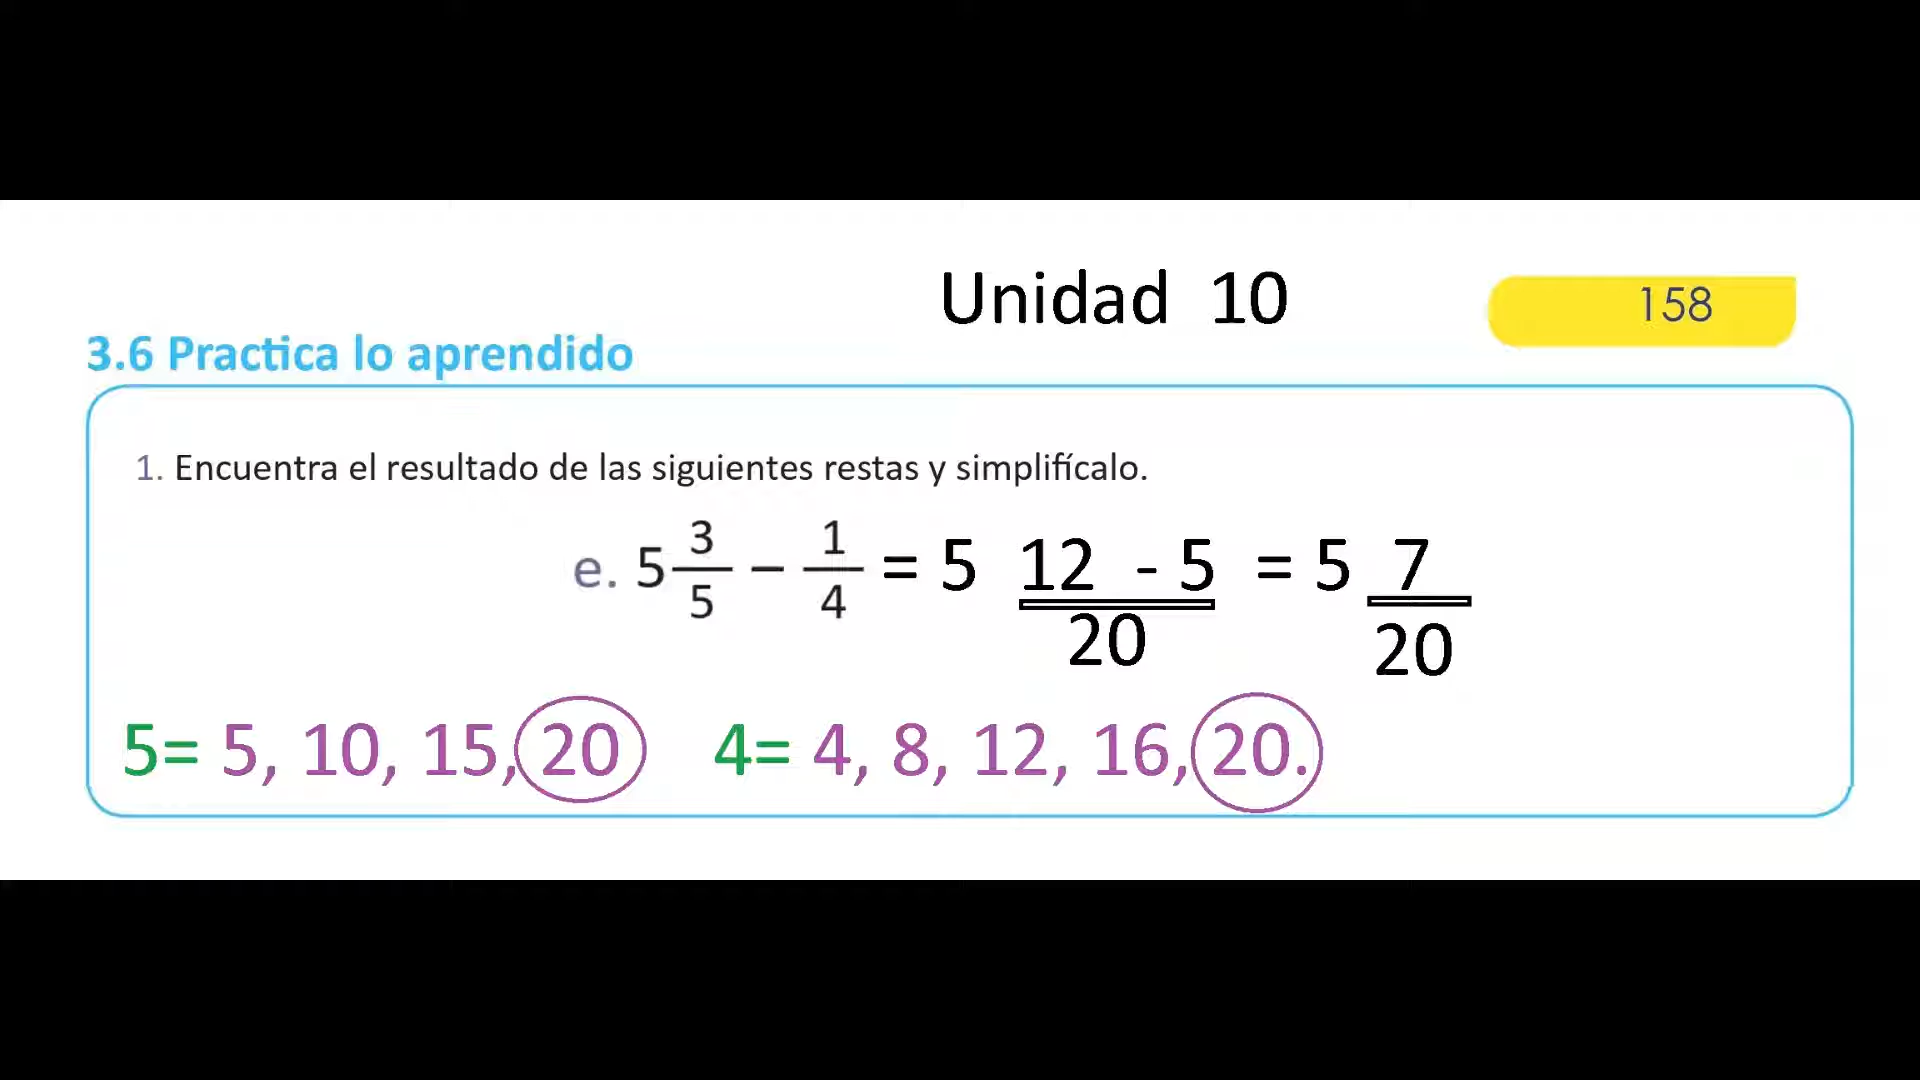 Unidad 10
158
3.6 Practica lo aprendido
1. Encuentra el resultado de las siguientes restas y simplifícalo.
e. 5 3/5 − 1/4 = 5 12 - 5/20 = 5 7/20
5= 5, 10, 15, 20 4= 4, 8, 12, 16, 20.